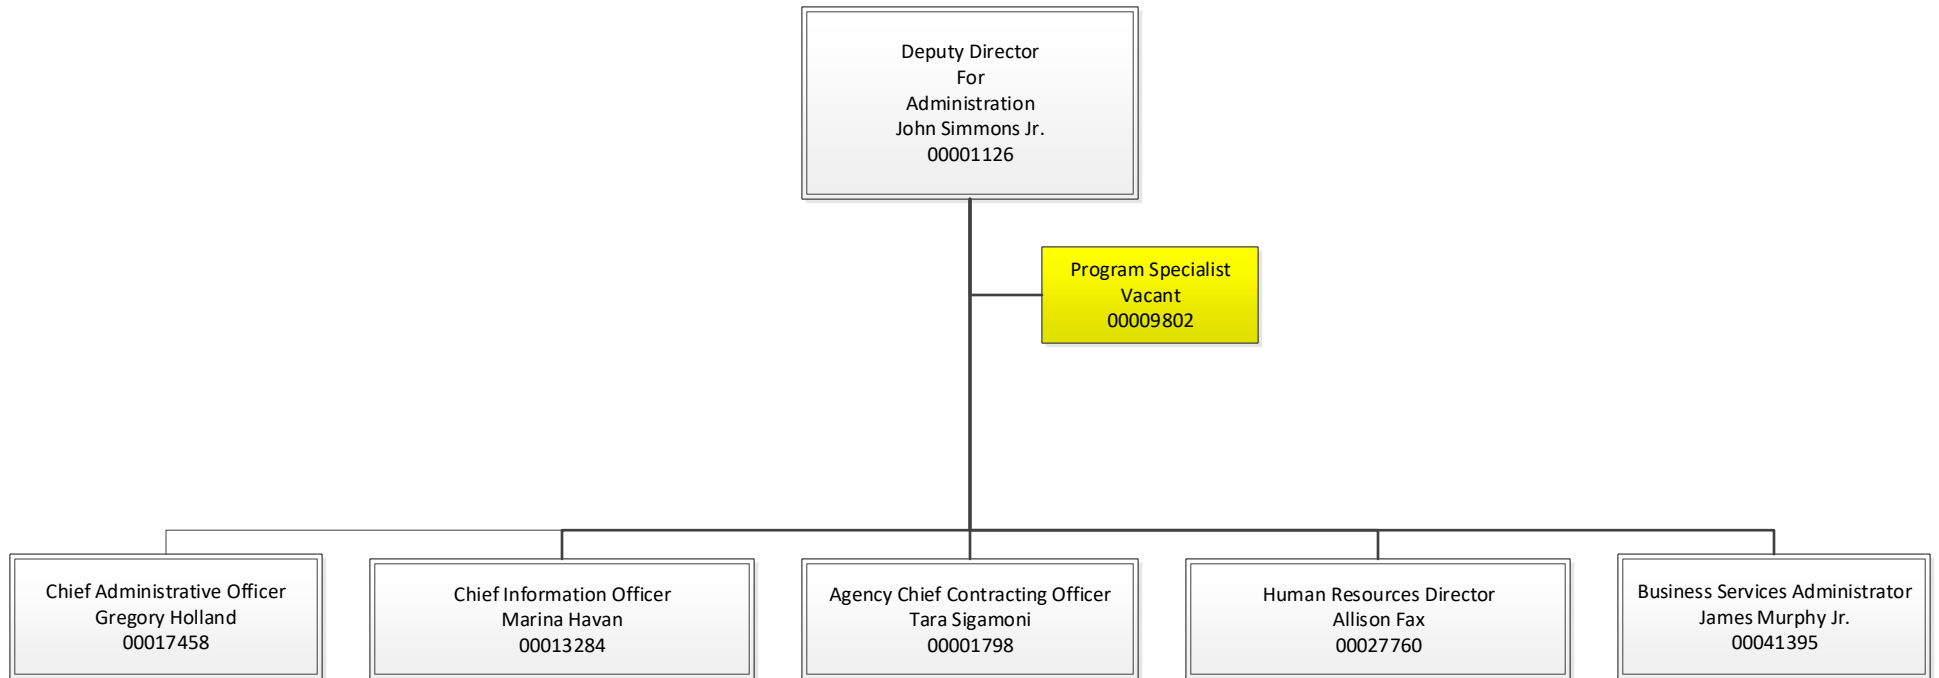 Deputy Director
For
Administration
John Simmons Jr.
00001126
Program Specialist
Vacant
00009802
Chief Administrative Officer
Gregory Holland
00017458
Chief Information Officer
Marina Havan
00013284
Agency Chief Contracting Officer
Tara Sigamoni
00001798
Human Resources Director
Allison Fax
00027760
Business Services Administrator
James Murphy Jr.
00041395